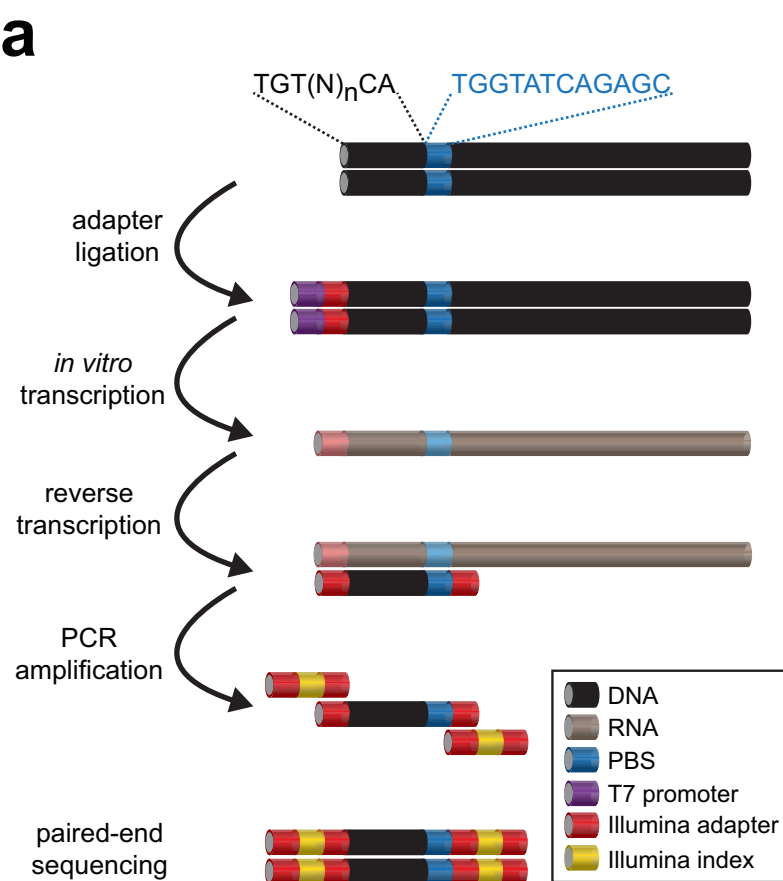 a
TGT(N)nCA TGGTATCAGAGC
adapter
ligation
in vitro
transcription
reverse
transcription
PCR
amplification
DNA
RNA
PBS
T7 promoter
Illumina adapter
Illumina index
paired-end
sequencing